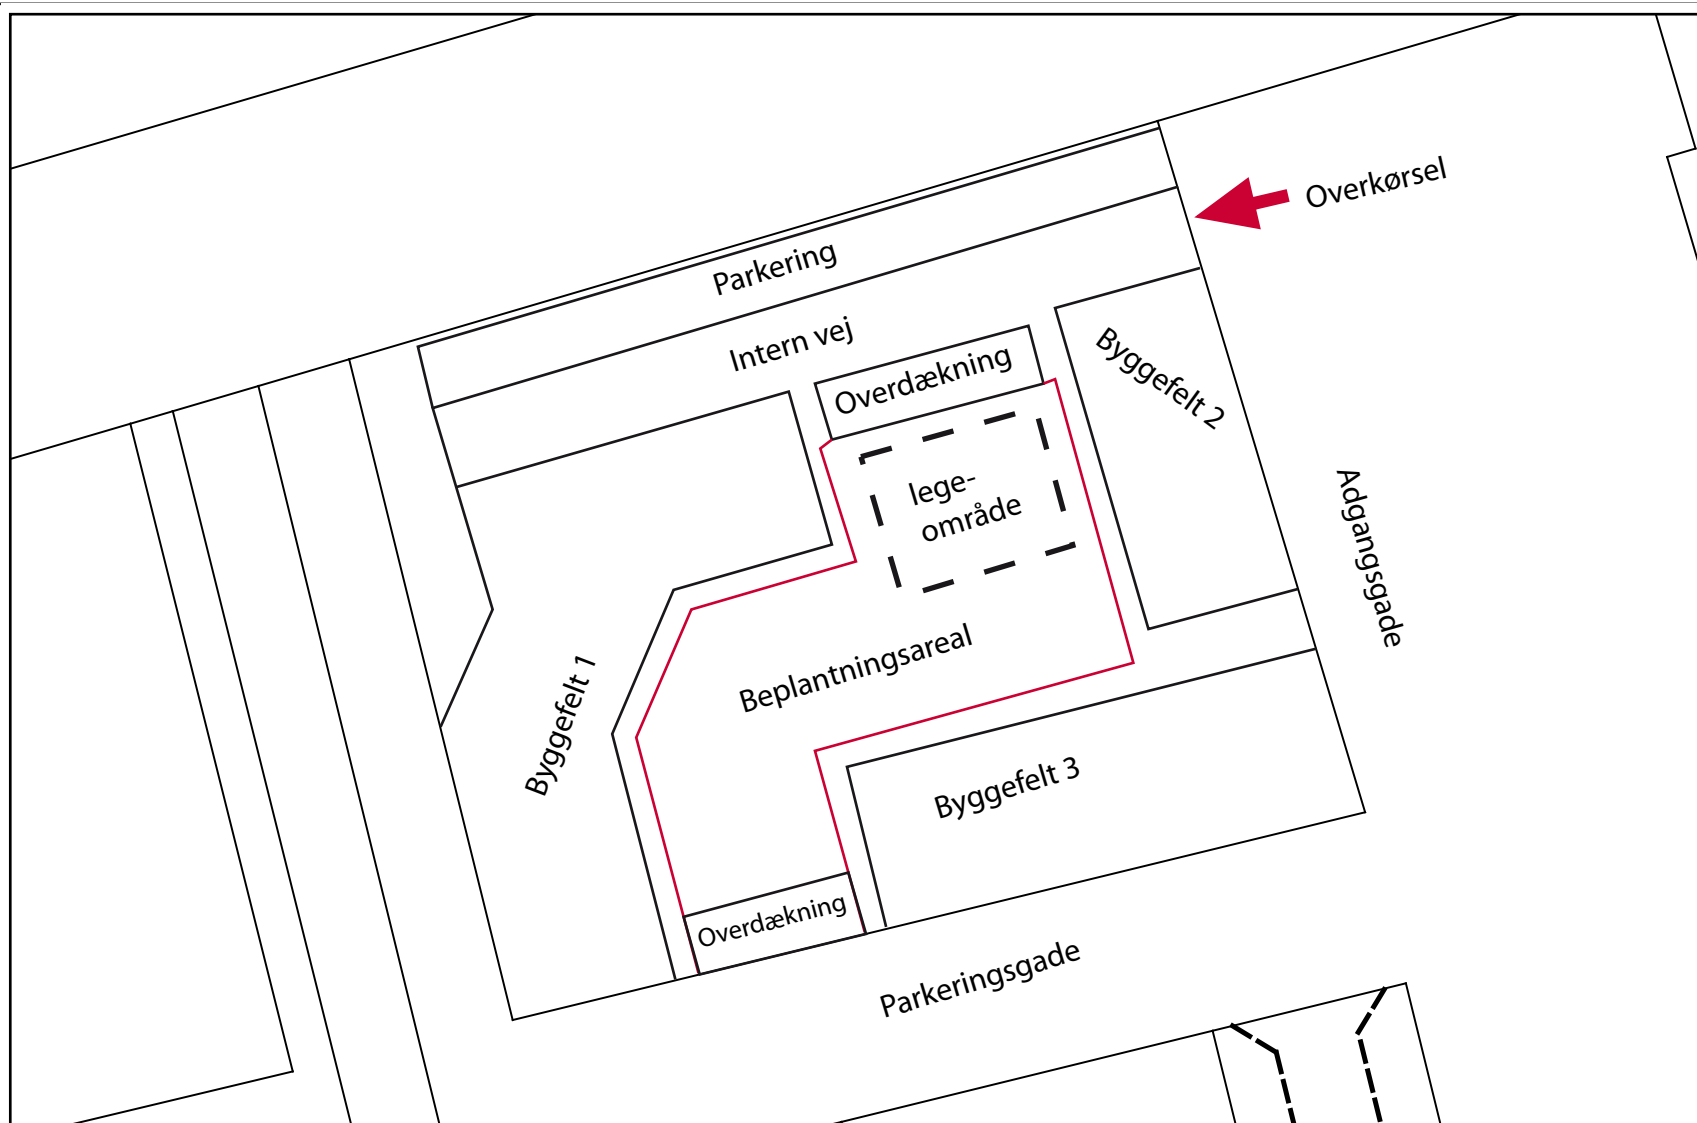 Overkørsel
Parkering
Intern vej
Overdækning
Byggefelt 2
lege-
område
Adgangsgade
Beplantningsareal
Byggefelt 1
Byggefelt 3
Overdækning
Parkeringsgade